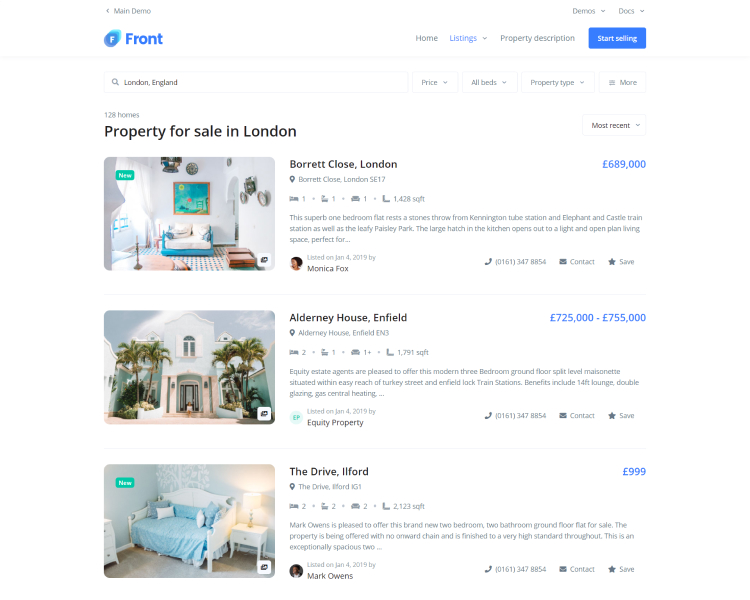 Main Demo
Demos
Docs
Front
Home
Listings
Property description
Start selling
London, England
Price
All beds
Property type
More
128 homes
Property for sale in London
Most recent
New
Borrett Close, London
£689,000
Borrett Close, London SE17
1 • 1 • 1 • 1,428 sqft
This superb one bedroom flat rests a stones throw from Kennington tube station and Elephant and Castle train
station as well as the leafy Paisley Park. The large hatch in the kitchen opens out to a light and open plan living
space, perfect for...
Listed on Jan 4, 2019 by
Monica Fox
(0161) 347 8854
Contact
Save
Alderney House, Enfield
£725,000 - £755,000
Alderney House, Enfield EN3
2 • 1 • 1+ • 1,791 sqft
Equity estate agents are pleased to offer this modern three Bedroom ground floor split level maisonette
situated within easy reach of turkey street and enfield lock Train Stations. Benefits include 14ft lounge, double
glazing, gas central heating, ...
EP
Listed on Jan 4, 2019 by
Equity Property
(0161) 347 8854
Contact
Save
New
The Drive, Ilford
£999
The Drive, Ilford IG1
2 • 2 • 2 • 2,123 sqft
Mark Owens is pleased to offer this brand new two bedroom, two bathroom ground floor flat for sale. The
property is being offered with no onward chain and is finished to a very high standard throughout. This is an
exceptionally spacious two ...
Listed on Jan 4, 2019 by
Mark Owens
(0161) 347 8854
Contact
Save